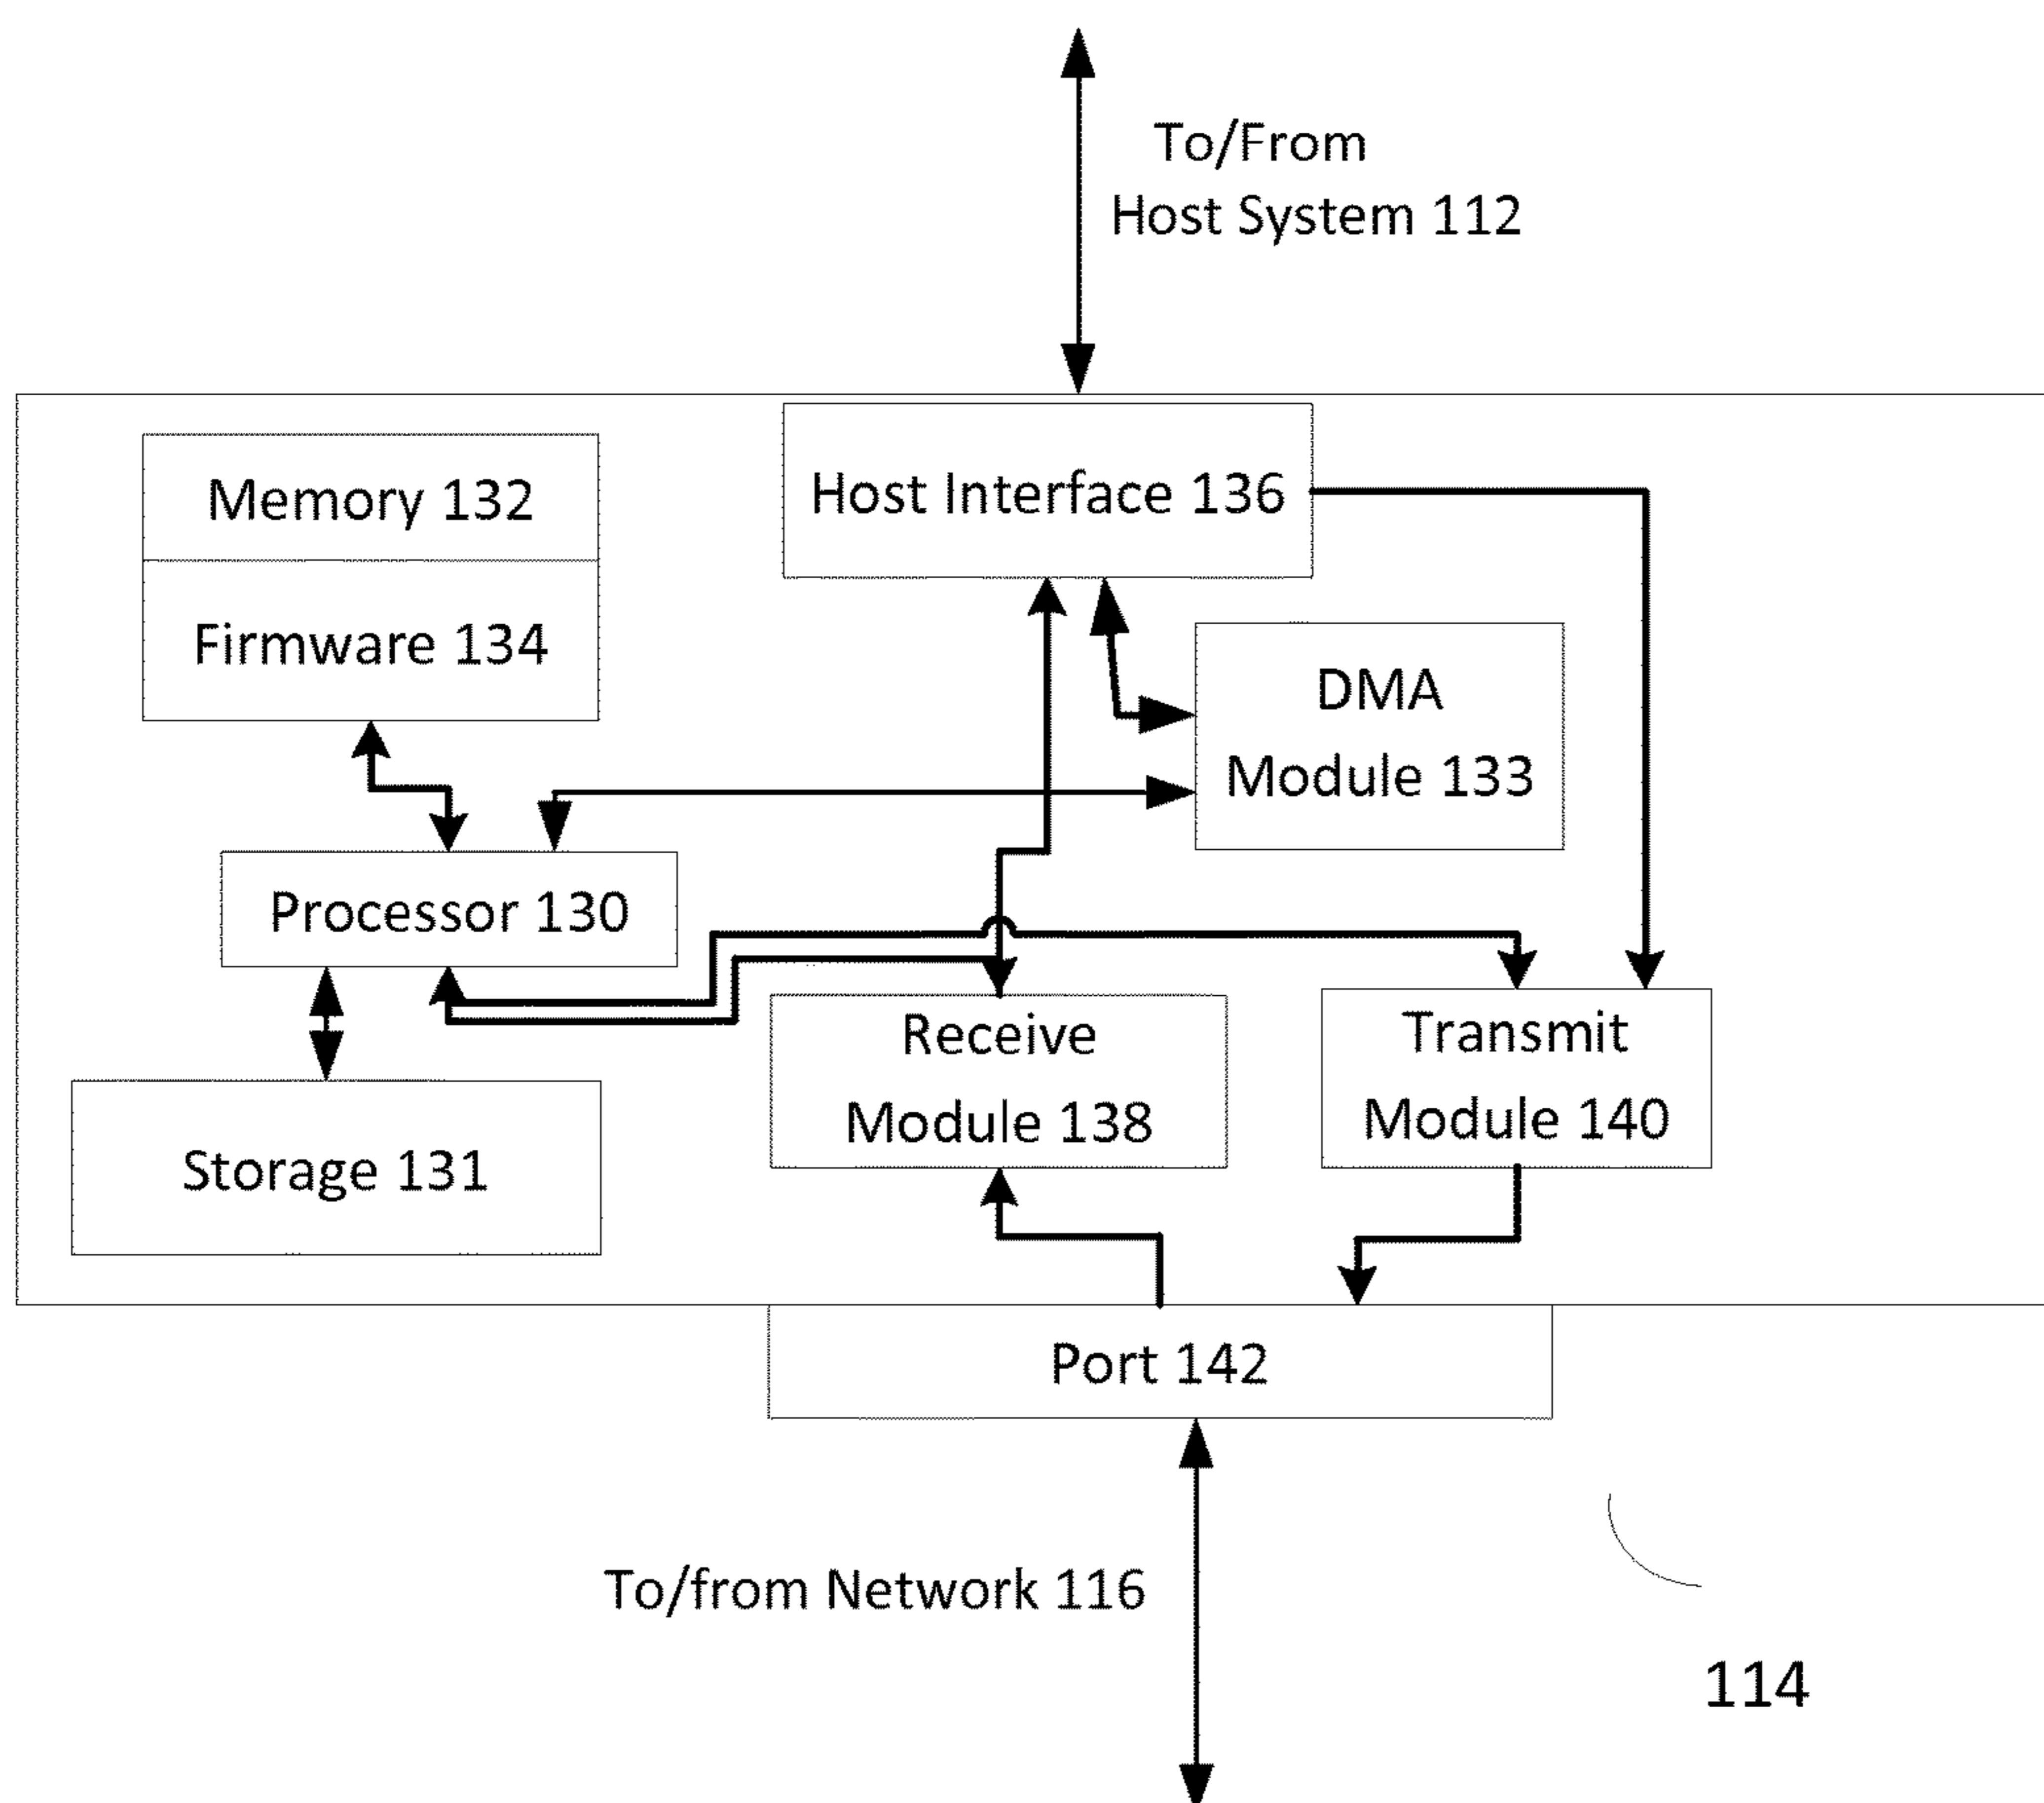 To/From
Host System 112
Memory 132
Host Interface 136
Firmware 134
DMA
Module 133
Processor 130
Receive
Module 138
Transmit
Module 140
Storage 131
Port 142
To/from Network 116
114